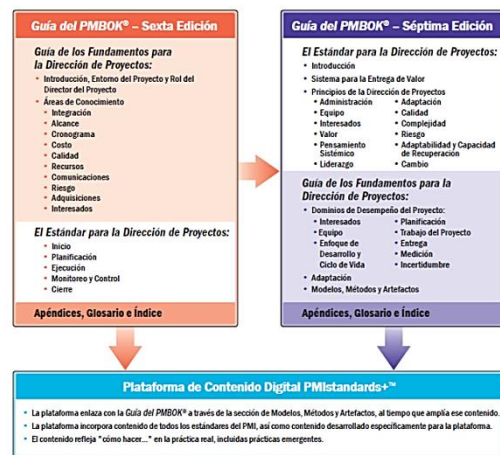 Guía del PMBOK® – Sexta Edición
Guía de los Fundamentos para
la Dirección de Proyectos:
• Introducción, Entorno del Proyecto y Rol del
Director del Proyecto
• Áreas de Conocimiento
• Integración
• Alcance
• Cronograma
• Costo
• Calidad
• Recursos
• Comunicaciones
• Riesgo
• Adquisiciones
• Interesados
El Estándar para la Dirección de Proyectos:
• Inicio
• Planificación
• Ejecución
• Monitoreo y Control
• Cierre
Apéndices, Glosario e Índice
Guía del PMBOK® – Séptima Edición
El Estándar para la Dirección de Proyectos:
• Introducción
• Sistema para la Entrega de Valor
• Principios de la Dirección de Proyectos
• Administración
• Equipo
• Interesados
• Valor
• Pensamiento
Sistémico
• Liderazgo
• Adaptación
• Calidad
• Complejidad
• Riesgo
• Adaptabilidad y Capacidad
de Recuperación
• Cambio
Guía de los Fundamentos para la
Dirección de Proyectos:
• Dominios de Desempeño del Proyecto:
• Interesados
• Equipo
• Enfoque de
Desarrollo y
Ciclo de Vida
• Planificación
• Trabajo del Proyecto
• Entrega
• Medición
• Incertidumbre
• Adaptación
• Modelos, Métodos y Artefactos
Apéndices, Glosario e Índice
Plataforma de Contenido Digital PMIstandards+™
• La plataforma enlaza con la Guía del PMBOK® a través de la sección de Modelos, Métodos y Artefactos, al tiempo que amplía ese contenido.
• La plataforma incorpora contenido de todos los estándares del PMI, así como contenido desarrollado específicamente para la plataforma.
• El contenido refleja "cómo hacer..." en la práctica real, incluidas prácticas emergentes.